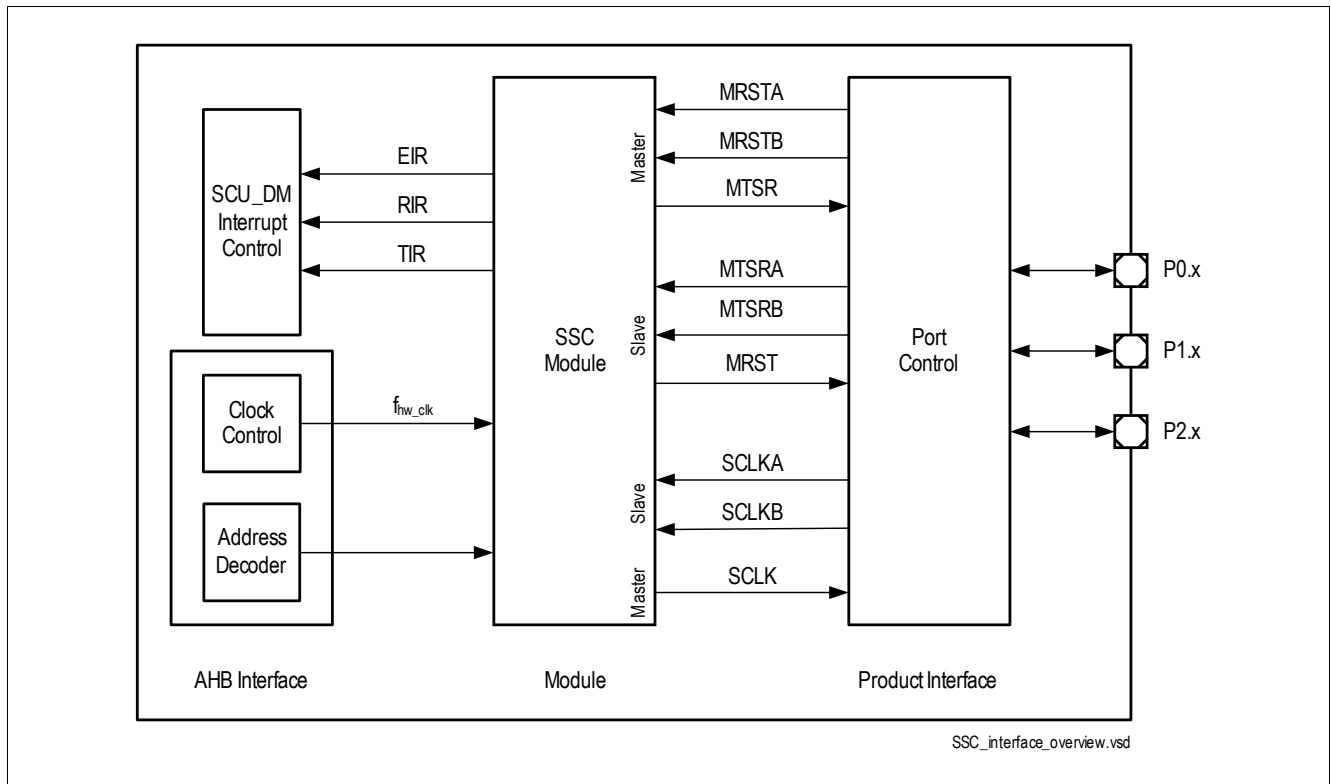 SCU_DM
Interrupt
Control
EIR
RIR
TIR
Clock
Control
fhw_clk
Address
Decoder
AHB Interface
SSC
Module
Master
Slave
Slave
Master
Module
MRSTA
MRSTB
MTSR
MTSRA
MTSRB
MRST
SCLKA
SCLKB
SCLK
Port
Control
Product Interface
P0.x
P1.x
P2.x
SSC_interface_overview.vsd